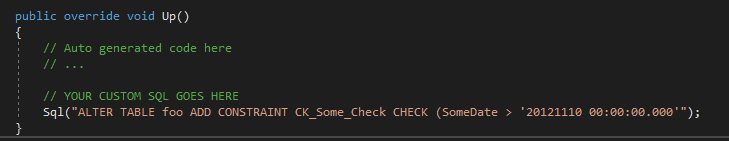 public override void Up()
{
// Auto generated code here
// ...
// YOUR CUSTOM SQL GOES HERE
Sql("ALTER TABLE foo ADD CONSTRAINT CK_Some_Check CHECK (SomeDate > '20121110 00:00:00.000'");
}